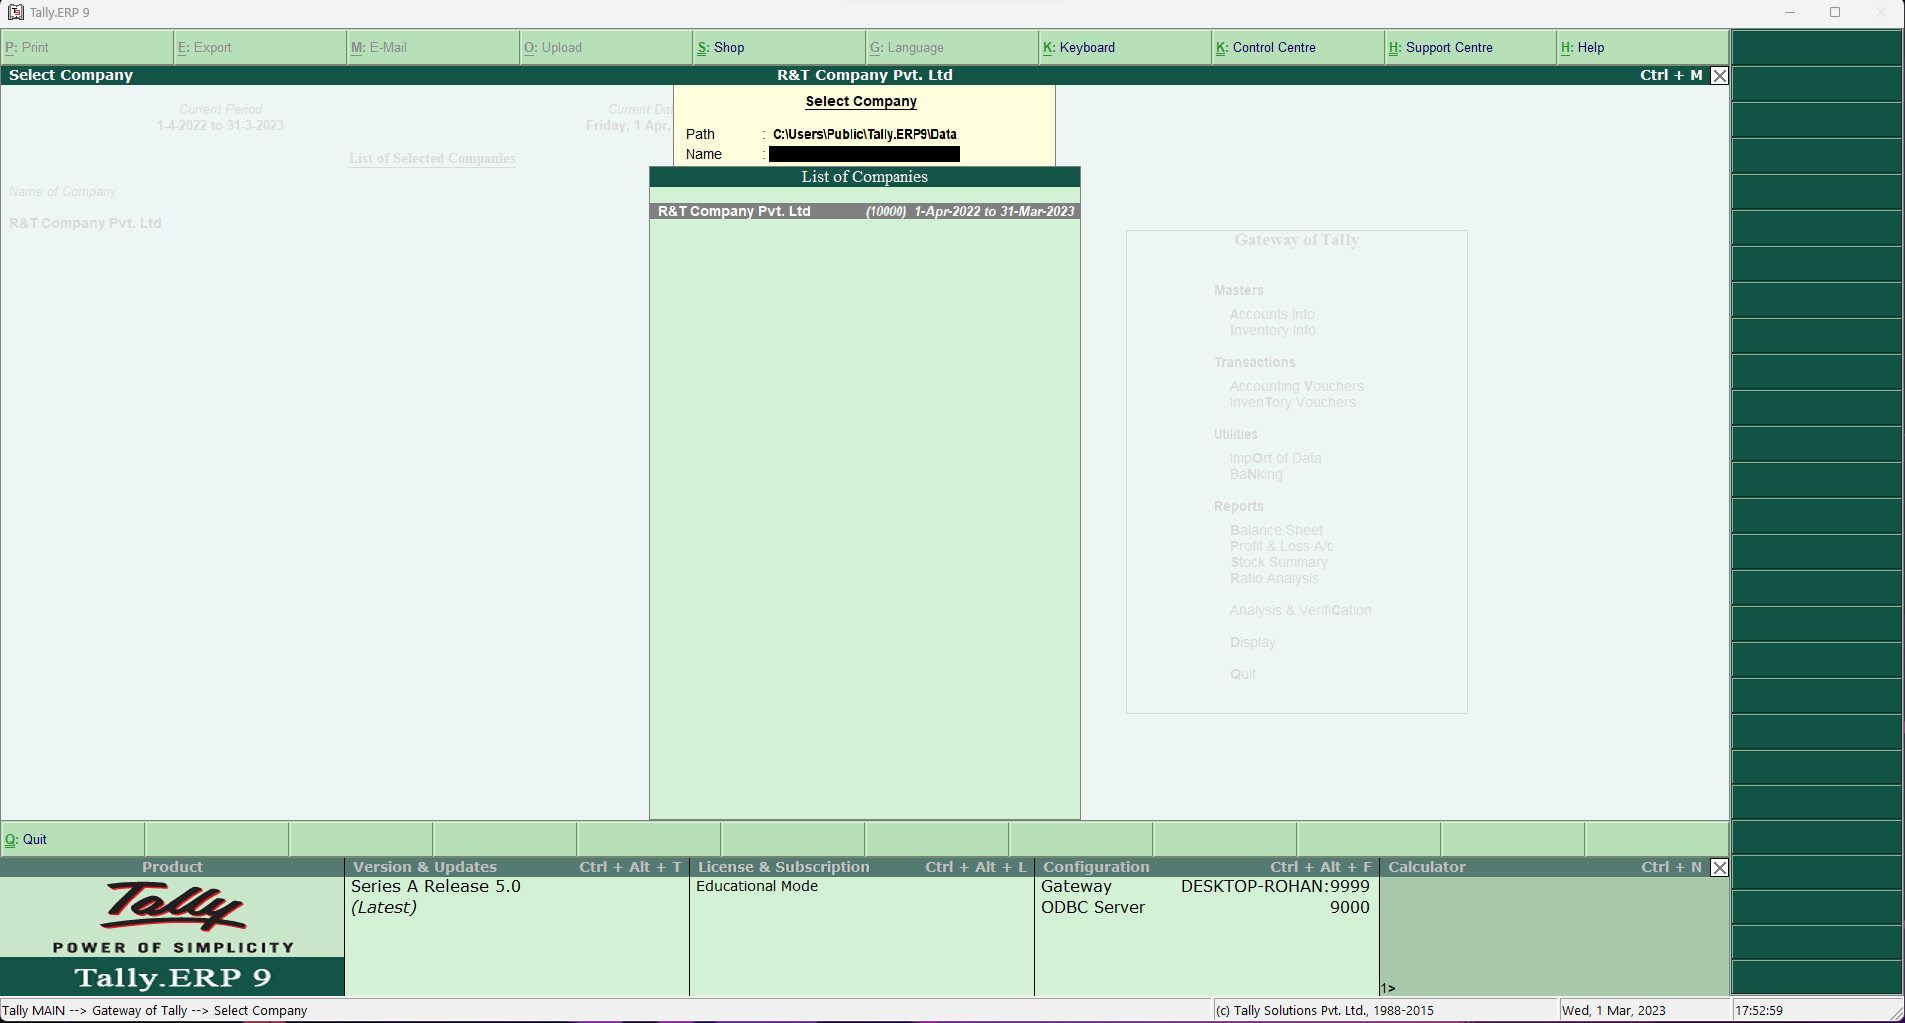 Tally.ERP 9
P: Print E: Export M: E-Mail O: Upload S: Shop G: Language K: Keyboard K: Control Centre H: Support Centre H: Help
Select Company R&T Company Pvt. Ltd Ctrl + M
Current Period
1-4-2022 to 31-3-2023
Current Dat
Friday, 1 Apr,
List of Selected Companies
Name of Company
R&T Company Pvt. Ltd
Select Company
Path : C:\Users\Public\Tally.ERP9\Data
Name :
List of Companies
R&T Company Pvt. Ltd (10000) 1-Apr-2022 to 31-Mar-2023
Gateway of Tally
Masters
Accounts Info.
Inventory Info.
Transactions
Accounting Vouchers
InvenTory Vouchers
Utilities
ImpOrt of Data
BaNking
Reports
Balance Sheet
Profit & Loss A/c
Stock Summary
Ratio Analysis
Analysis & VerifiCation
Display
Quit
Q: Quit
Product
Tally
POWER OF SIMPLICITY
Tally.ERP 9
Version & Updates Ctrl + Alt + T
Series A Release 5.0
(Latest)
License & Subscription Ctrl + Alt + L
Educational Mode
Configuration Ctrl + Alt + F
Gateway DESKTOP-ROHAN:9999
ODBC Server 9000
Calculator Ctrl + N
1>
Tally MAIN --> Gateway of Tally --> Select Company (c) Tally Solutions Pvt. Ltd., 1988-2015 Wed, 1 Mar, 2023 17:52:59